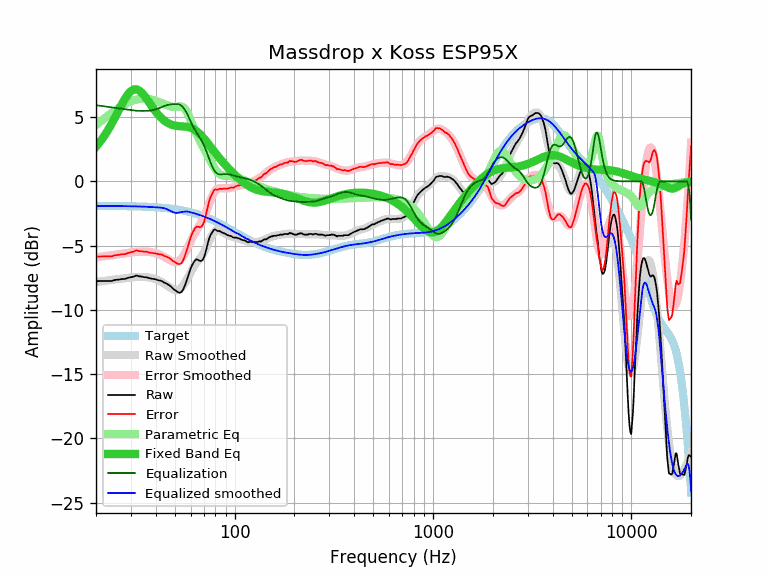 Massdrop x Koss ESP95X
Amplitude (dBr)
5
0
−5
−10
−15
−20
−25
Target
Raw Smoothed
Error Smoothed
Raw
Error
Parametric Eq
Fixed Band Eq
Equalization
Equalized smoothed
100 1000 10000
Frequency (Hz)